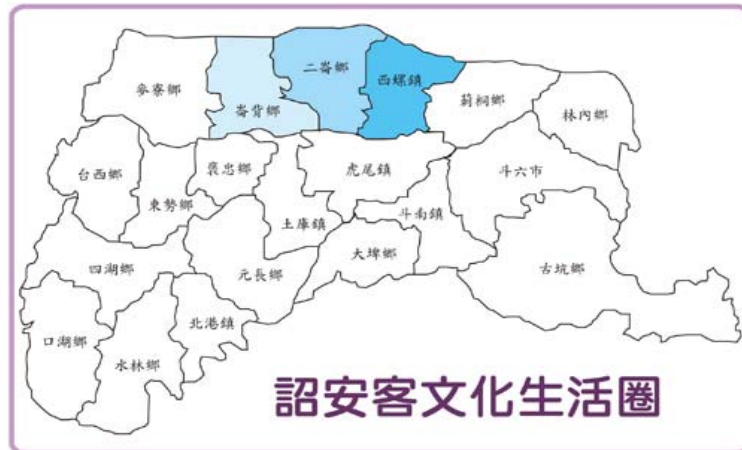 二崙鄉
西螺鎮
麥寮鄉
崙背鄉
莿桐鄉
林內鄉
台西鄉
褒忠鄉
虎尾鎮
斗六市
東勢鄉
土庫鎮
斗南鎮
四湖鄉
元長鄉
大埤鄉
古坑鄉
口湖鄉
北港鎮
水林鄉
詔安客文化生活圈